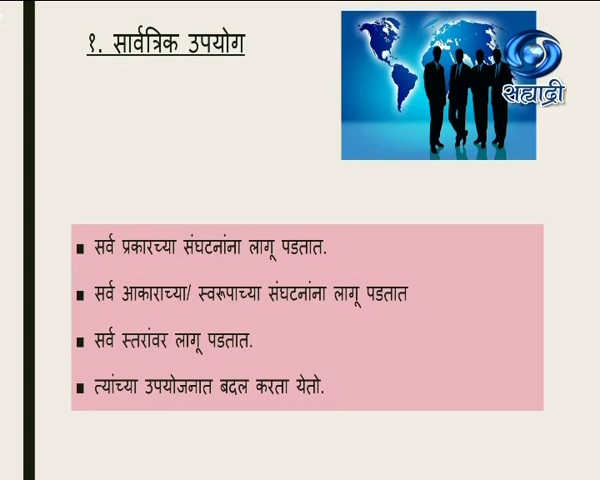 १. सार्वत्रिक उपयोग
सह्याद्री
▪ सर्व प्रकारच्या संघटनांना लागू पडतात.
▪ सर्व आकाराच्या/ स्वरूपाच्या संघटनांना लागू पडतात
▪ सर्व स्तरांवर लागू पडतात.
▪ त्यांच्या उपयोजनात बदल करता येतो.